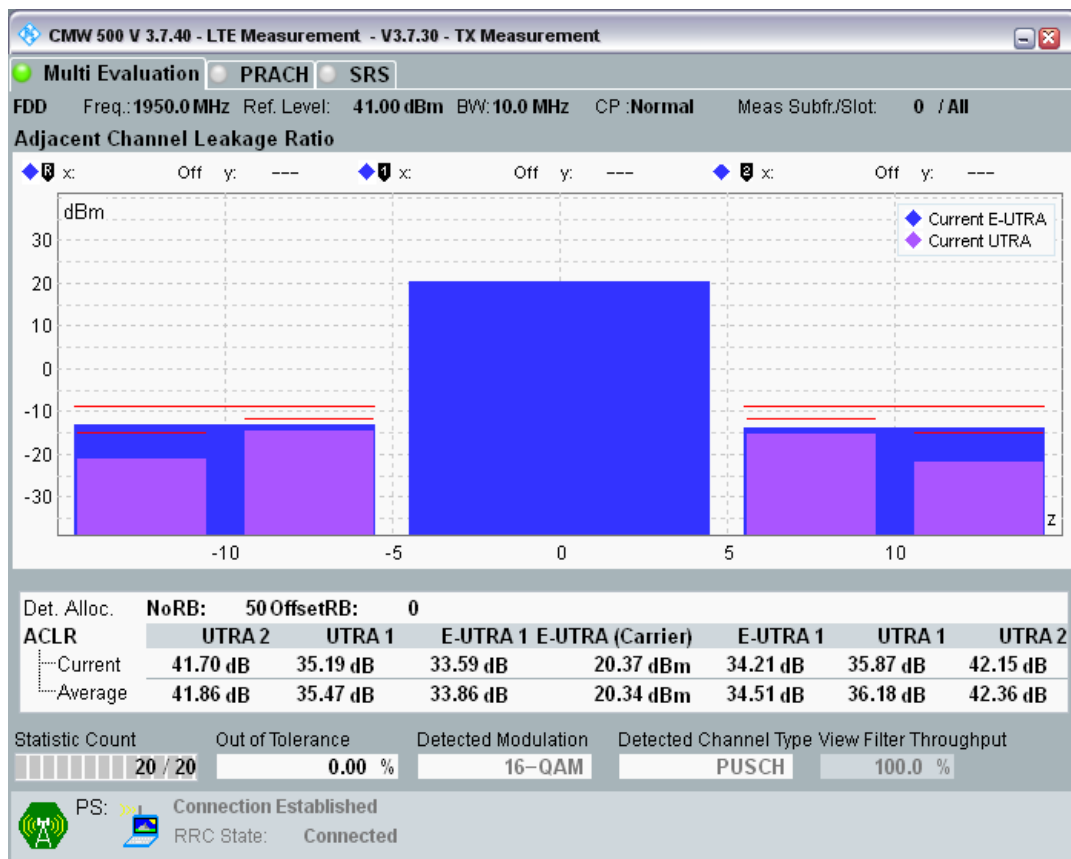 CMW 500 V 3.7.40 - LTE Measurement - V3.7.30 - TX Measurement
Multi Evaluation PRACH SRS
FDD Freq.:1950.0 MHz Ref. Level: 41.00 dBm BW:10.0 MHz CP :Normal Meas Subfr./Slot: 0 / All
Adjacent Channel Leakage Ratio
R x: Off y: --- 1 x: Off y: --- 2 x: Off y: ---
dBm
Current E-UTRA
Current UTRA
30
20
10
0
-10
-20
-30
z
-10 -5 0 5 10
Det. Alloc. NoRB: 50 OffsetRB: 0
ACLR UTRA 2 UTRA 1 E-UTRA 1 E-UTRA (Carrier) E-UTRA 1 UTRA 1 UTRA 2
Current 41.70 dB 35.19 dB 33.59 dB 20.37 dBm 34.21 dB 35.87 dB 42.15 dB
Average 41.86 dB 35.47 dB 33.86 dB 20.34 dBm 34.51 dB 36.18 dB 42.36 dB
Statistic Count Out of Tolerance Detected Modulation Detected Channel Type View Filter Throughput
20 / 20 0.00 % 16-QAM PUSCH 100.0 %
PS: Connection Established
RRC State: Connected